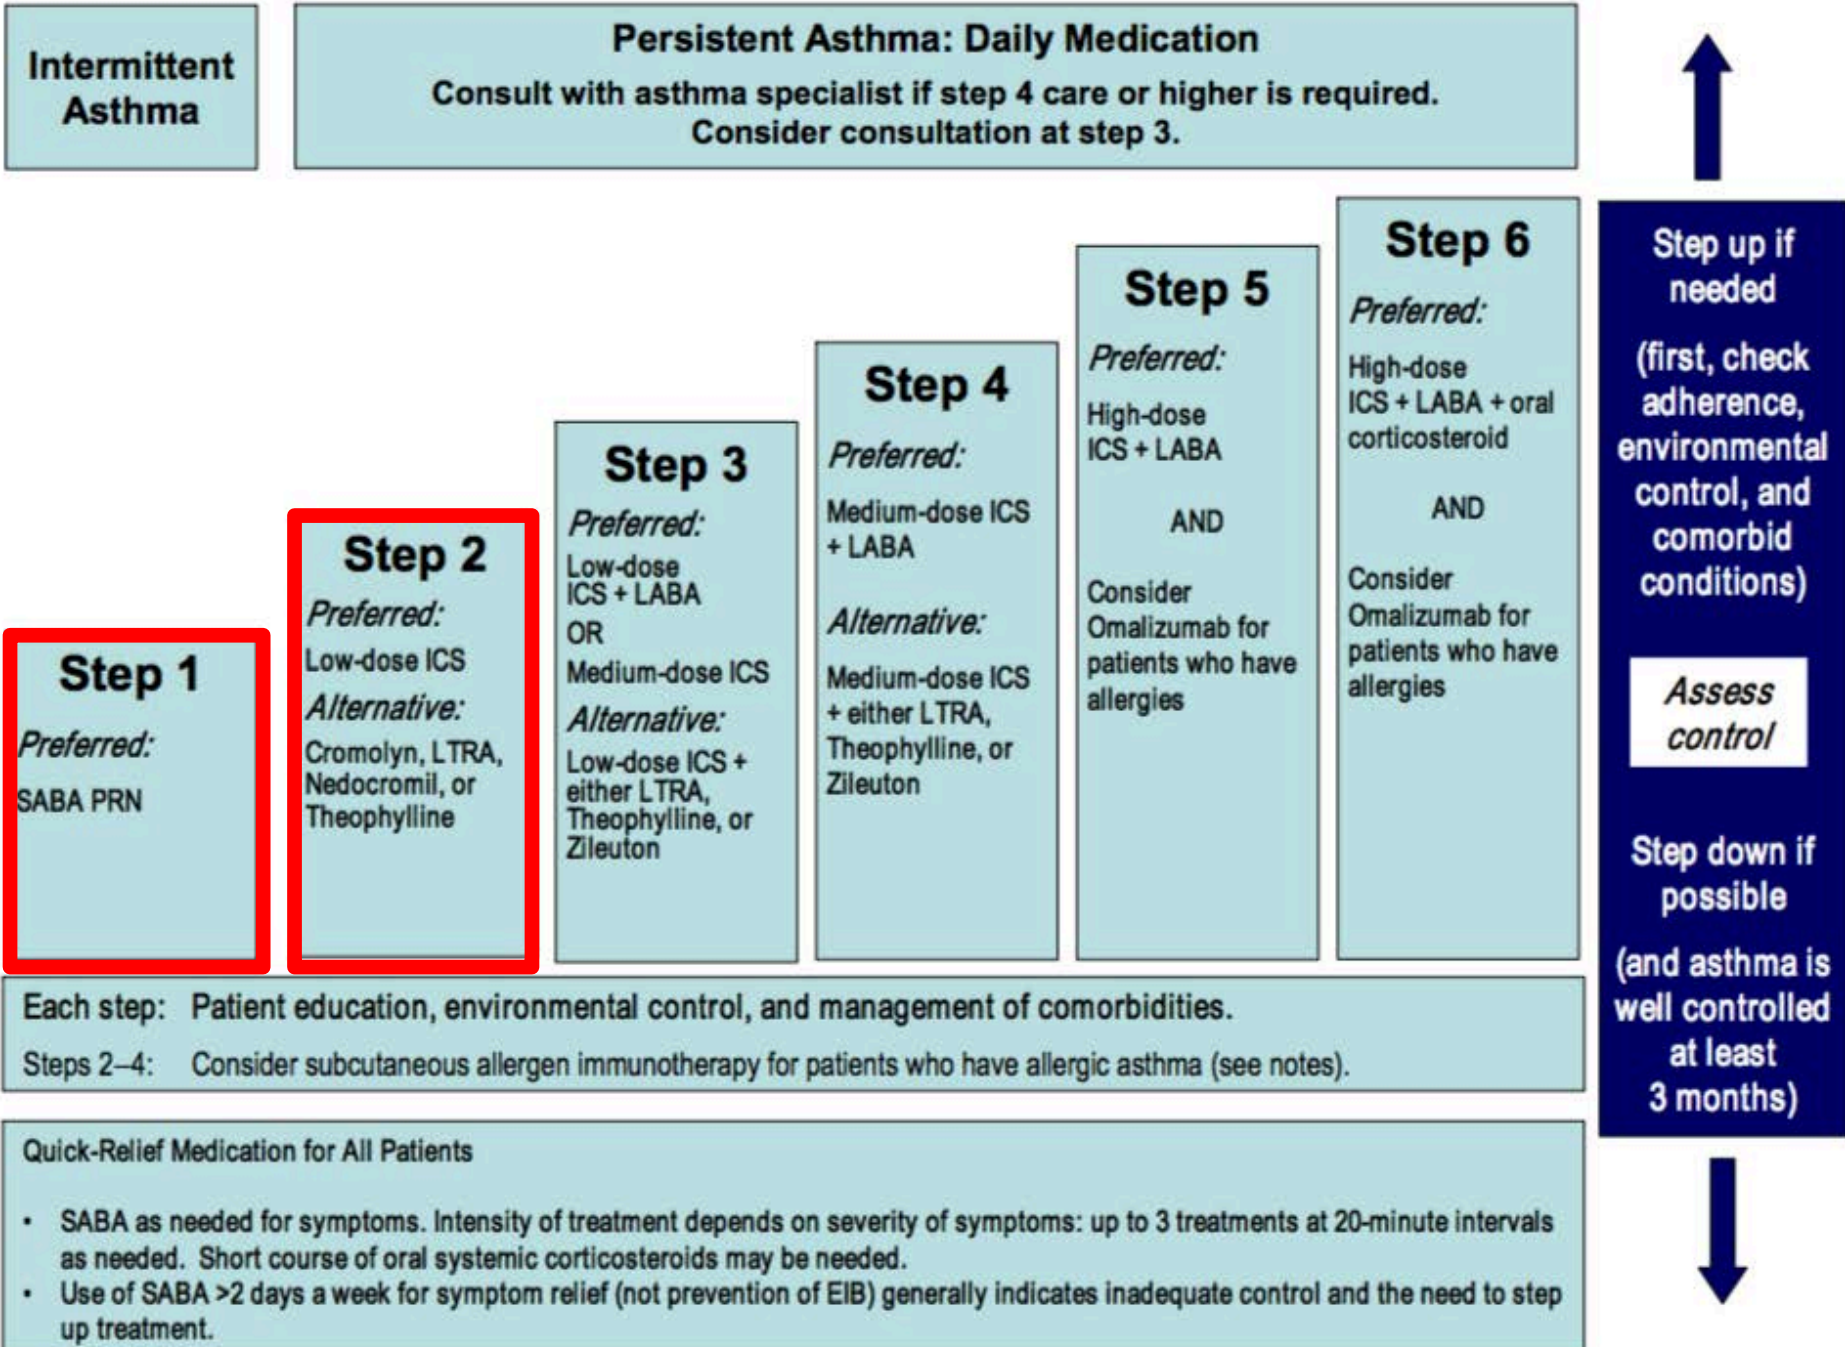 Intermittent
Asthma
Persistent Asthma: Daily Medication
Consult with asthma specialist if step 4 care or higher is required.
Consider consultation at step 3.
Step 1
Preferred:
SABA PRN
Step 2
Preferred:
Low-dose ICS
Alternative:
Cromolyn, LTRA,
Nedocromil, or
Theophylline
Step 3
Preferred:
Low-dose
ICS + LABA
OR
Medium-dose ICS
Alternative:
Low-dose ICS +
either LTRA,
Theophylline, or
Zileuton
Step 4
Preferred:
Medium-dose ICS
+ LABA
Alternative:
Medium-dose ICS
+ either LTRA,
Theophylline, or
Zileuton
Step 5
Preferred:
High-dose
ICS + LABA
AND
Consider
Omalizumab for
patients who have
allergies
Step 6
Preferred:
High-dose
ICS + LABA + oral
corticosteroid
AND
Consider
Omalizumab for
patients who have
allergies
Step up if
needed
(first, check
adherence,
environmental
control, and
comorbid
conditions)
Assess
control
Step down if
possible
(and asthma is
well controlled
at least
3 months)
Each step: Patient education, environmental control, and management of comorbidities.
Steps 2–4: Consider subcutaneous allergen immunotherapy for patients who have allergic asthma (see notes).
Quick-Relief Medication for All Patients
• SABA as needed for symptoms. Intensity of treatment depends on severity of symptoms: up to 3 treatments at 20-minute intervals
as needed. Short course of oral systemic corticosteroids may be needed.
• Use of SABA >2 days a week for symptom relief (not prevention of EIB) generally indicates inadequate control and the need to step
up treatment.